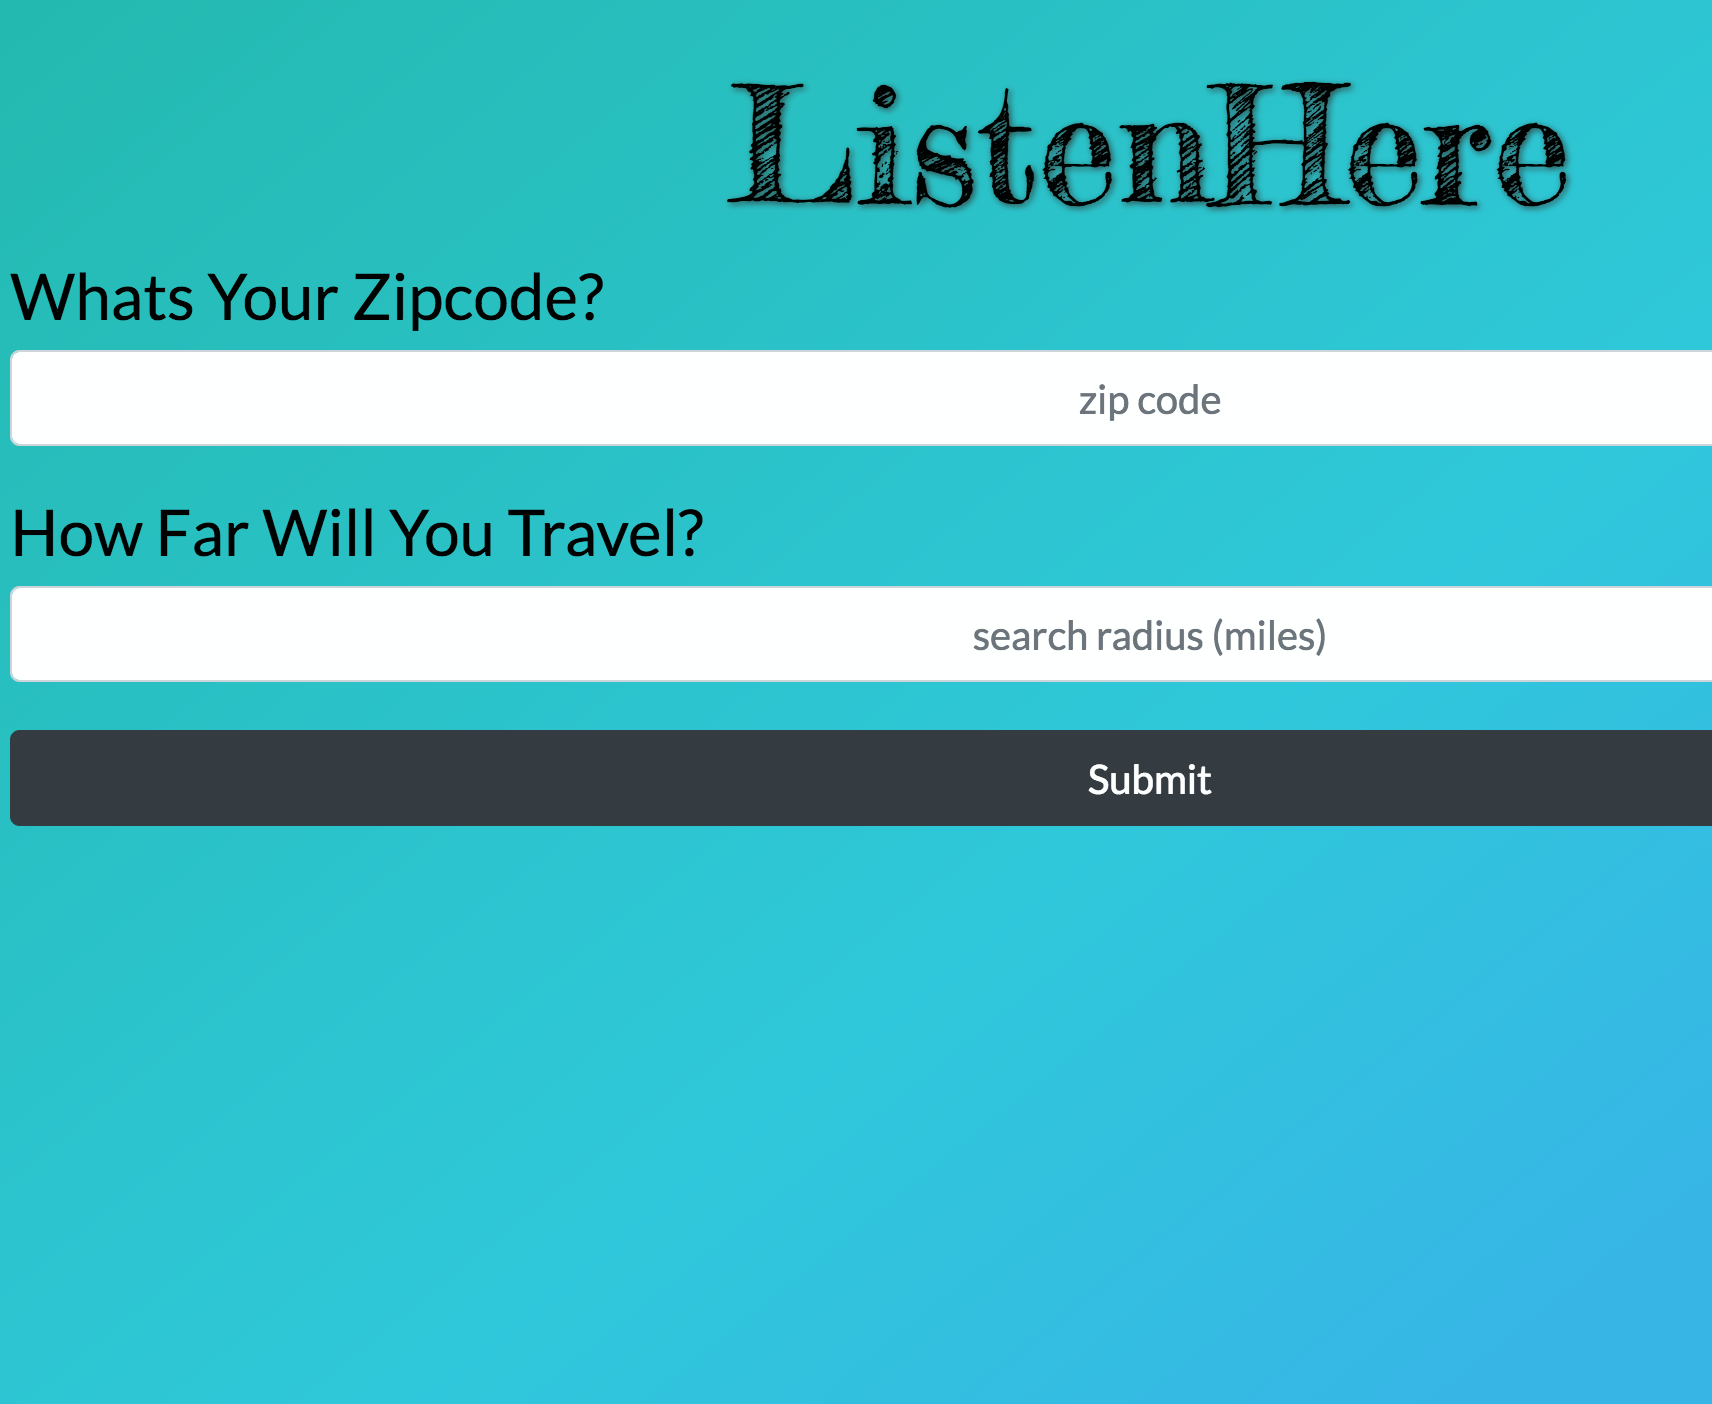 ListenHere
Whats Your Zipcode?
zip code
How Far Will You Travel?
search radius (miles)
Submit